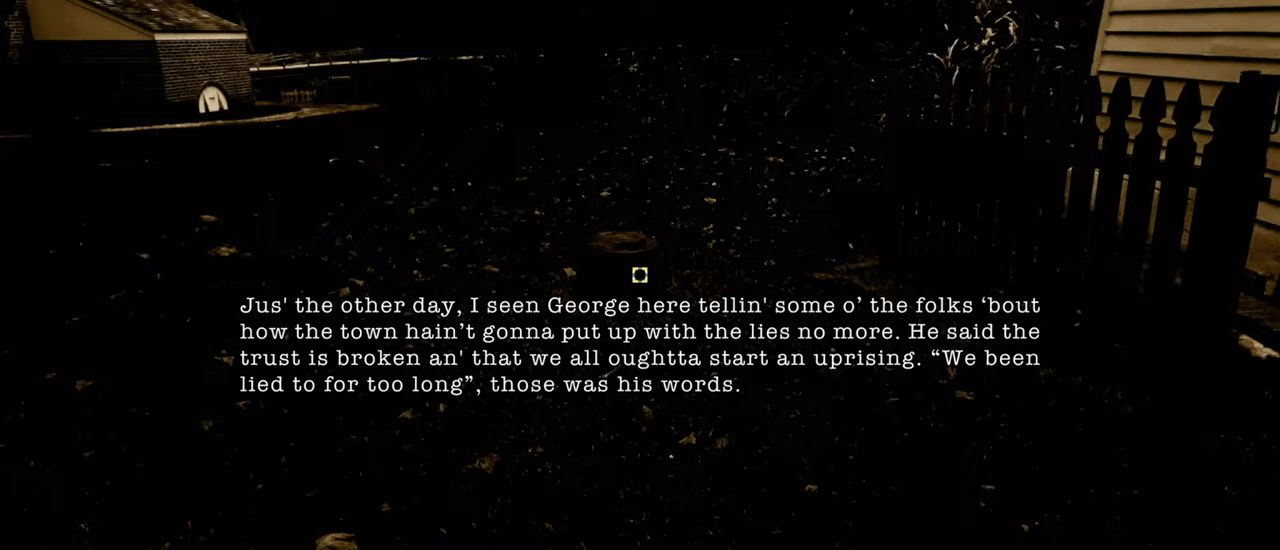 Jus' the other day, I seen George here tellin' some o’ the folks ‘bout
how the town hain’t gonna put up with the lies no more. He said the
trust is broken an' that we all oughtta start an uprising. “We been
lied to for too long”, those was his words.